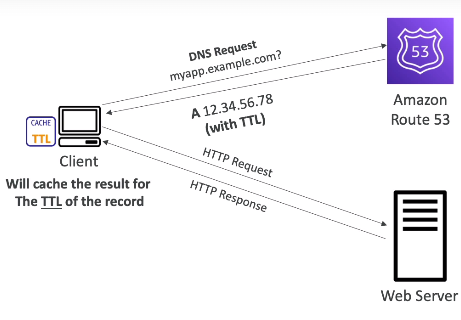 DNS Request
myapp.example.com?
53
Amazon
Route 53
A 12.34.56.78
(with TTL)
CACHE
TTL
Client
Will cache the result for
The TTL of the record
HTTP Request
HTTP Response
Web Server